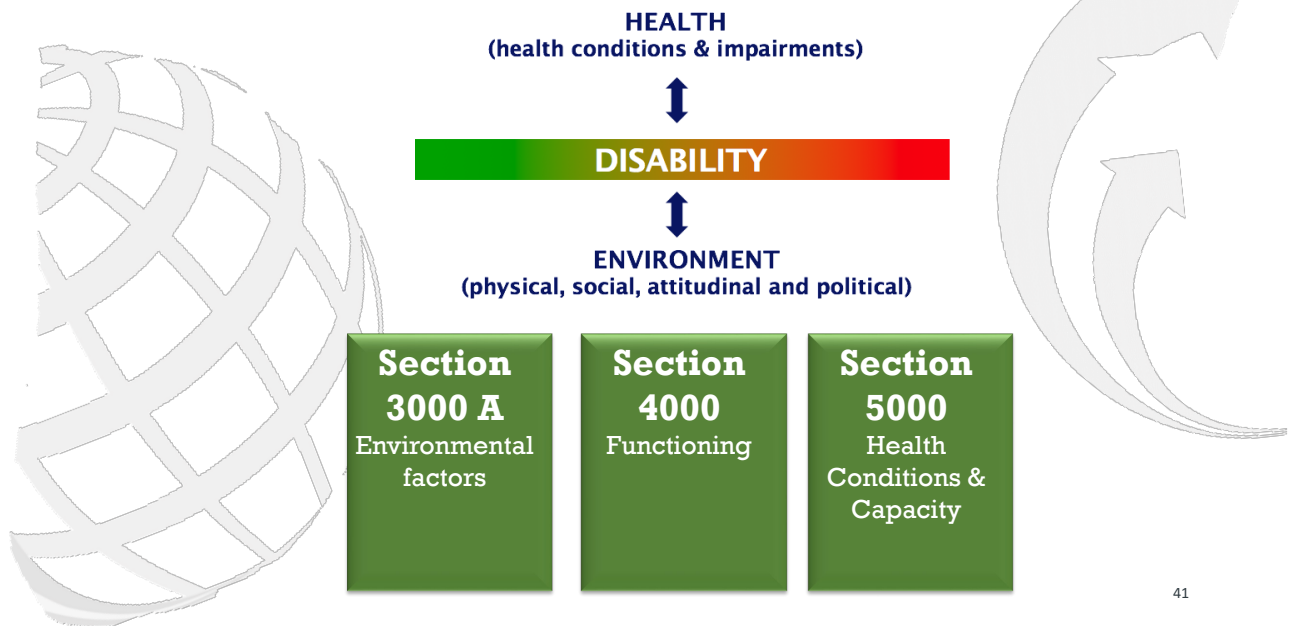 HEALTH
(health conditions & impairments)
DISABILITY
ENVIRONMENT
(physical, social, attitudinal and political)
Section
3000 A
Environmental
factors
Section
4000
Functioning
Section
5000
Health
Conditions &
Capacity
41